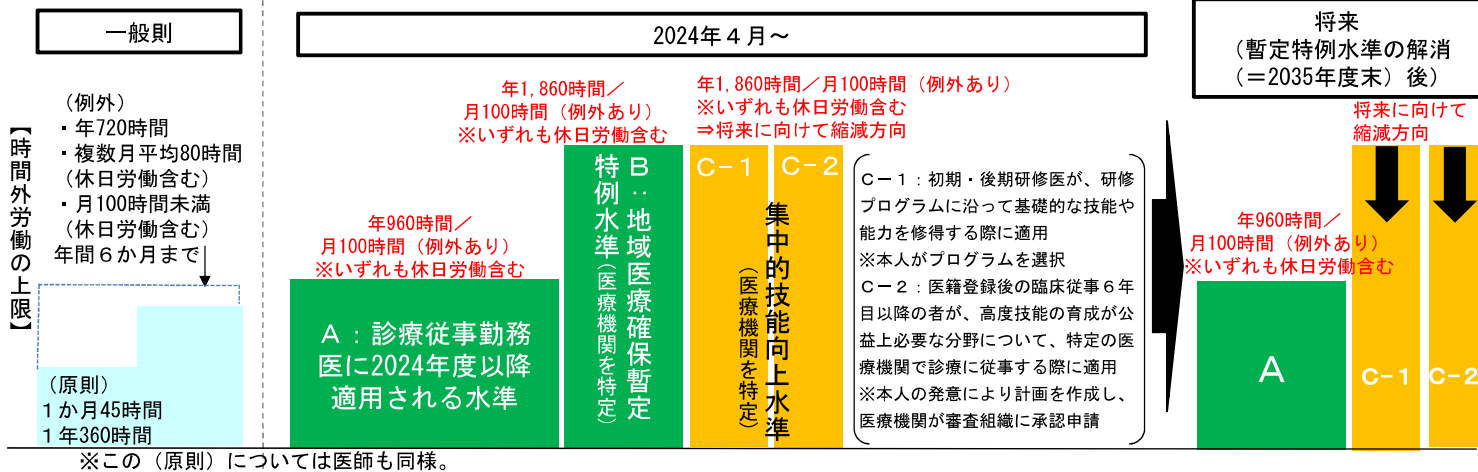 一般則
2024年4月～
将来
（暫定特例水準の解消
（＝2035年度末）後）
【時間外労働の上限】
（例外）
・年720時間
・複数月平均80時間
（休日労働含む）
・月100時間未満
（休日労働含む）
年間６か月まで
（原則）
１か月45時間
１年360時間
※この（原則）については医師も同様。
年960時間／
月100時間（例外あり）
※いずれも休日労働含む
Ａ：診療従事勤務
医に2024年度以降
適用される水準
年1,860時間／
月100時間（例外あり）
※いずれも休日労働含む
Ｂ：地域医療確保暫定
特例水準（医療機関を特定）
年1,860時間／月100時間（例外あり）
※いずれも休日労働含む
⇒将来に向けて縮減方向
Ｃ－１
Ｃ－２
集中的技能向上水準
（医療機関を特定）
Ｃ－１：初期・後期研修医が、研修
プログラムに沿って基礎的な技能や
能力を修得する際に適用
※本人がプログラムを選択
Ｃ－２：医籍登録後の臨床従事６年
目以降の者が、高度技能の育成が公
益上必要な分野について、特定の医
療機関で診療に従事する際に適用
※本人の発意により計画を作成し、
医療機関が審査組織に承認申請
年960時間／
月100時間（例外あり）
※いずれも休日労働含む
Ａ
将来に向けて
縮減方向
Ｃ－１
Ｃ－２